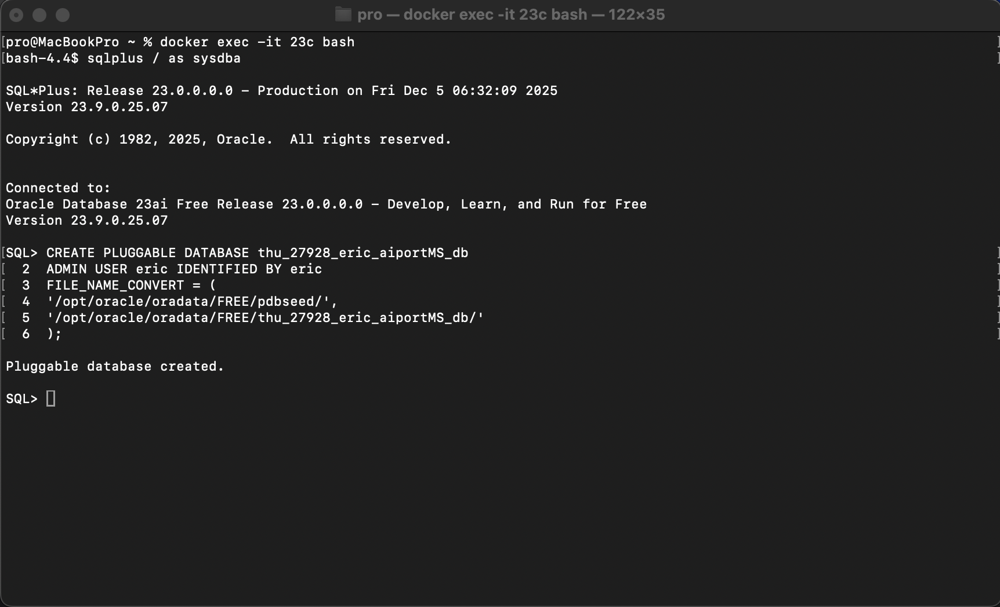 pro — docker exec -it 23c bash — 122×35
[pro@MacBookPro ~ % docker exec -it 23c bash ]
[bash-4.4$ sqlplus / as sysdba ]
SQL*Plus: Release 23.0.0.0.0 - Production on Fri Dec 5 06:32:09 2025
Version 23.9.0.25.07
Copyright (c) 1982, 2025, Oracle.  All rights reserved.
Connected to:
Oracle Database 23ai Free Release 23.0.0.0.0 - Develop, Learn, and Run for Free
Version 23.9.0.25.07
[SQL> CREATE PLUGGABLE DATABASE thu_27928_eric_aiportMS_db ]
[  2  ADMIN USER eric IDENTIFIED BY eric ]
[  3  FILE_NAME_CONVERT = ( ]
[  4  '/opt/oracle/oradata/FREE/pdbseed/', ]
[  5  '/opt/oracle/oradata/FREE/thu_27928_eric_aiportMS_db/' ]
[  6  ); ]
Pluggable database created.
SQL>